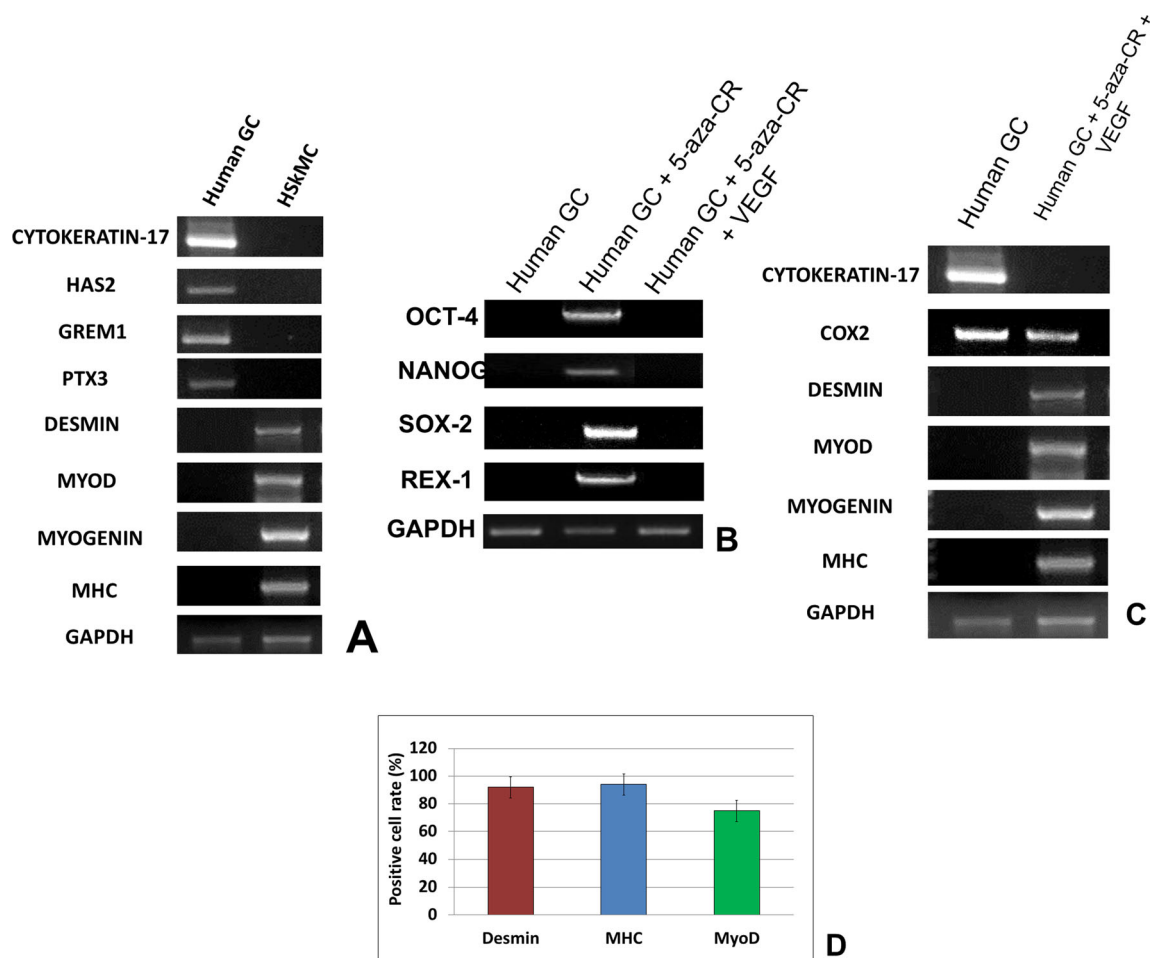 Human GC
HSkMC
CYTOKERATIN-17
HAS2
GREM1
PTX3
DESMIN
MYOD
MYOGENIN
MHC
GAPDH
A
Human GC
Human GC + 5-aza-CR
Human GC + 5-aza-CR
+ VEGF
OCT-4
NANOG
SOX-2
REX-1
GAPDH
B
Human GC
Human GC + 5-aza-CR +
VEGF
CYTOKERATIN-17
COX2
DESMIN
MYOD
MYOGENIN
MHC
GAPDH
C
Positive cell rate (%)
120
100
80
60
40
20
0
Desmin
MHC
MyoD
D